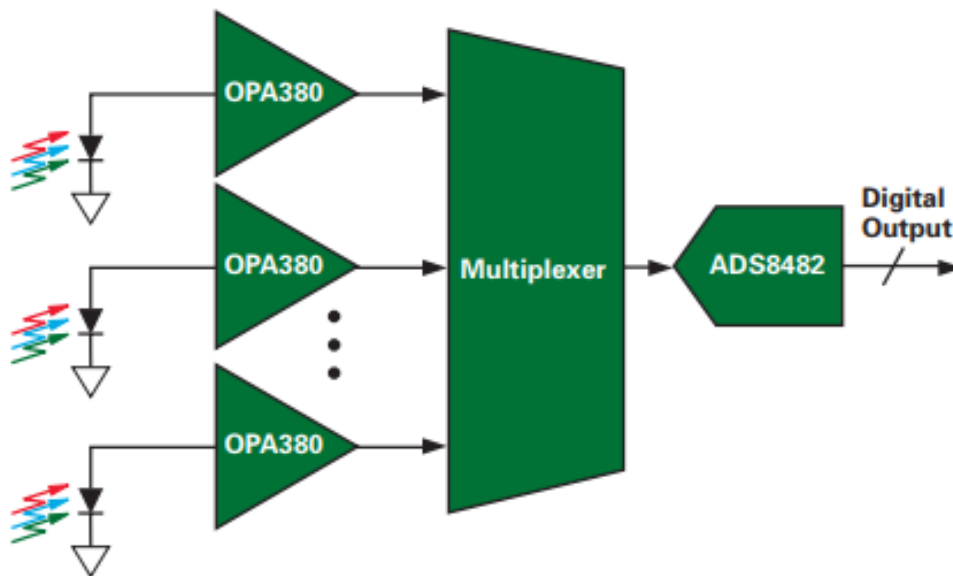 OPA380
OPA380
OPA380
Multiplexer
ADS8482
Digital
Output